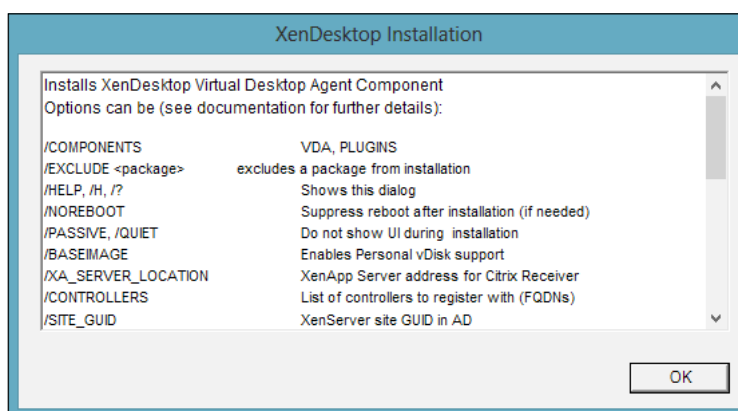 XenDesktop Installation
Installs XenDesktop Virtual Desktop Agent Component
Options can be (see documentation for further details):
/COMPONENTS VDA, PLUGINS
/EXCLUDE <package> excludes a package from installation
/HELP, /H, /? Shows this dialog
/NOREBOOT Suppress reboot after installation (if needed)
/PASSIVE, /QUIET Do not show UI during installation
/BASEIMAGE Enables Personal vDisk support
/XA_SERVER_LOCATION XenApp Server address for Citrix Receiver
/CONTROLLERS List of controllers to register with (FQDNs)
/SITE_GUID XenServer site GUID in AD
OK